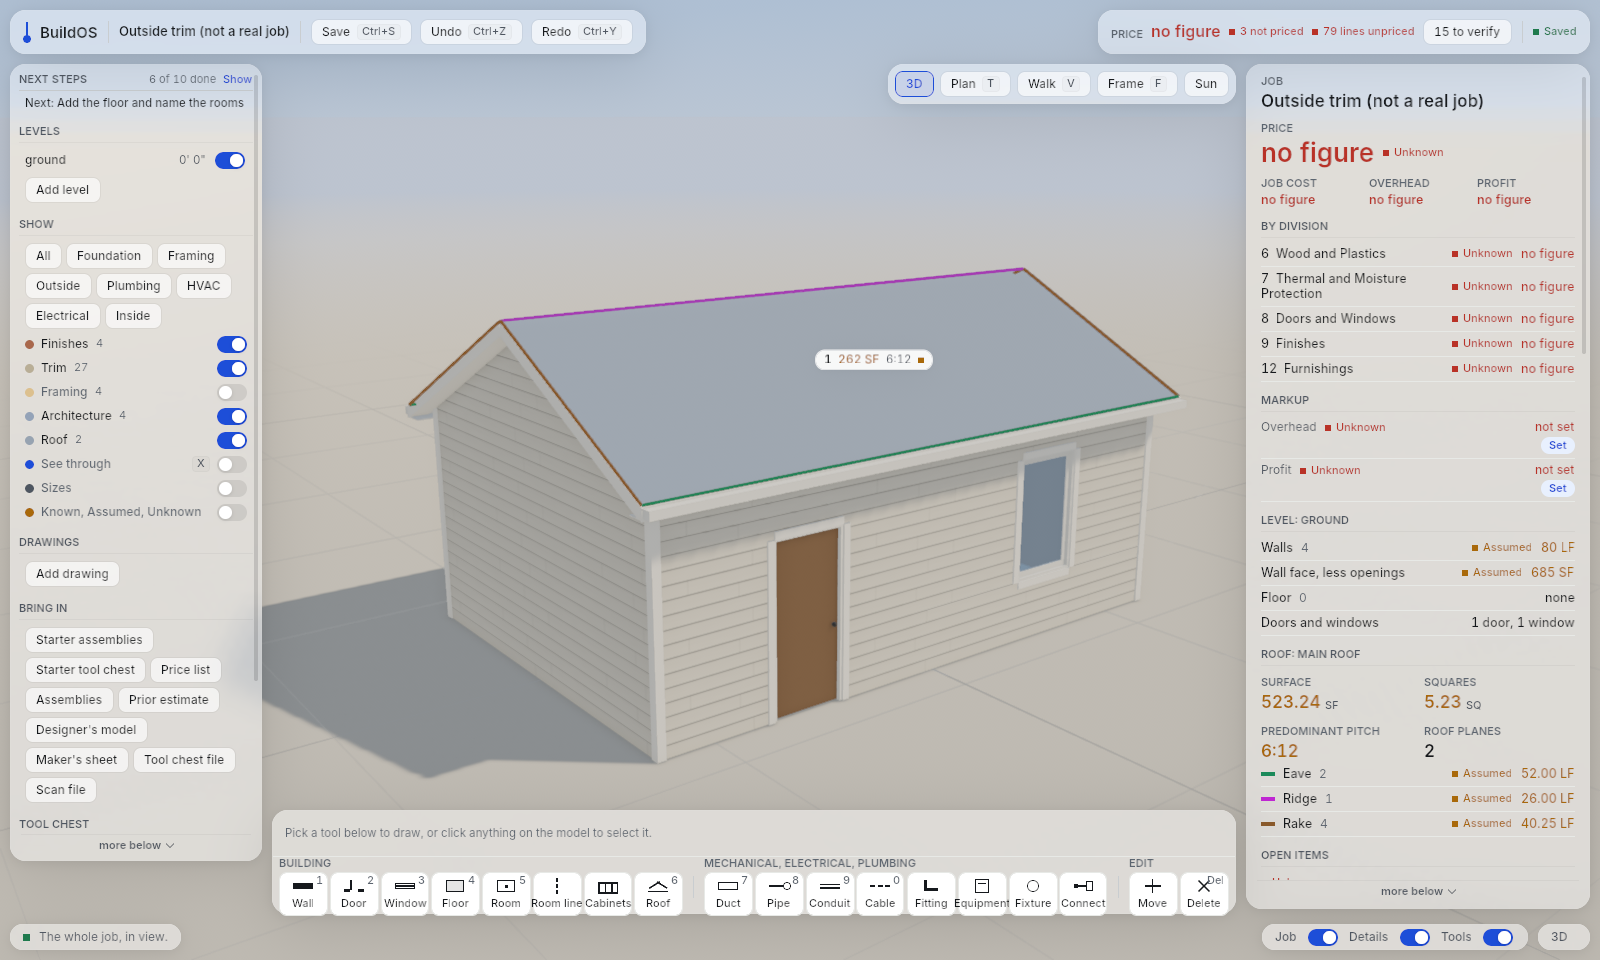 BuildOS
Outside trim (not a real job)
Save Ctrl+S
Undo Ctrl+Z
Redo Ctrl+Y
PRICE no figure 3 not priced 79 lines unpriced 15 to verify Saved
NEXT STEPS 6 of 10 done Show
Next: Add the floor and name the rooms
LEVELS
ground 0' 0"
Add level
SHOW
All Foundation Framing
Outside Plumbing HVAC
Electrical Inside
Finishes 4
Trim 27
Framing 4
Architecture 4
Roof 2
See through X
Sizes
Known, Assumed, Unknown
DRAWINGS
Add drawing
BRING IN
Starter assemblies
Starter tool chest Price list
Assemblies Prior estimate
Designer's model
Maker's sheet Tool chest file
Scan file
TOOL CHEST
more below
3D Plan T Walk V Frame F Sun
1 262 SF 6:12
Pick a tool below to draw, or click anything on the model to select it.
BUILDING
1 2 3 4 5 6
Wall Door Window Floor Room Room line Cabinets Roof
MECHANICAL, ELECTRICAL, PLUMBING
7 8 9 0
Duct Pipe Conduit Cable Fitting Equipment Fixture Connect
EDIT
Del
Move Delete
JOB
Outside trim (not a real job)
PRICE
no figure Unknown
JOB COST OVERHEAD PROFIT
no figure no figure no figure
BY DIVISION
6 Wood and Plastics Unknown no figure
7 Thermal and Moisture
Protection Unknown no figure
8 Doors and Windows Unknown no figure
9 Finishes Unknown no figure
12 Furnishings Unknown no figure
MARKUP
Overhead Unknown not set
Set
Profit Unknown not set
Set
LEVEL: GROUND
Walls 4 Assumed 80 LF
Wall face, less openings Assumed 685 SF
Floor 0 none
Doors and windows 1 door, 1 window
ROOF: MAIN ROOF
SURFACE SQUARES
523.24 SF 5.23 SQ
PREDOMINANT PITCH ROOF PLANES
6:12 2
Eave 2 Assumed 52.00 LF
Ridge 1 Assumed 26.00 LF
Rake 4 Assumed 40.25 LF
OPEN ITEMS
more below
The whole job, in view.
Job Details Tools 3D